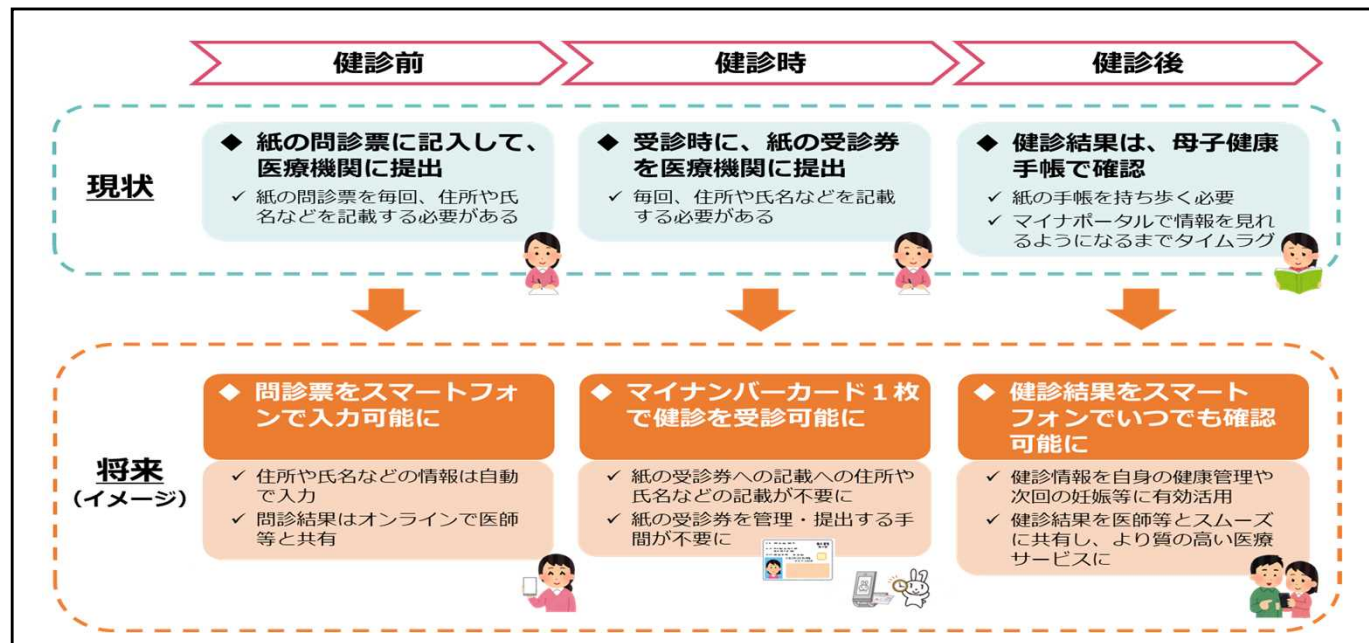 健診前
健診時
健診後
現状
◆ 紙の問診票に記入して、
医療機関に提出
✓ 紙の問診票を毎回、住所や氏
名などを記載する必要がある
◆ 受診時に、紙の受診券
を医療機関に提出
✓ 毎回、住所や氏名などを記載
する必要がある
◆ 健診結果は、母子健康
手帳で確認
✓ 紙の手帳を持ち歩く必要
✓ マイナポータルで情報を見れ
るようになるまでタイムラグ
将来
（イメージ）
◆ 問診票をスマートフォ
ンで入力可能に
✓ 住所や氏名などの情報は自動
で入力
✓ 問診結果はオンラインで医師
等と共有
◆ マイナンバーカード１枚
で健診を受診可能に
✓ 紙の受診券への記載への住所や
氏名などの記載が不要に
✓ 紙の受診券を管理・提出する手
間が不要に
◆ 健診結果をスマート
フォンでいつでも確認
可能に
✓ 健診情報を自身の健康管理や
次回の妊娠等に有効活用
✓ 健診結果を医師等とスムーズ
に共有し、より質の高い医療
サービスに